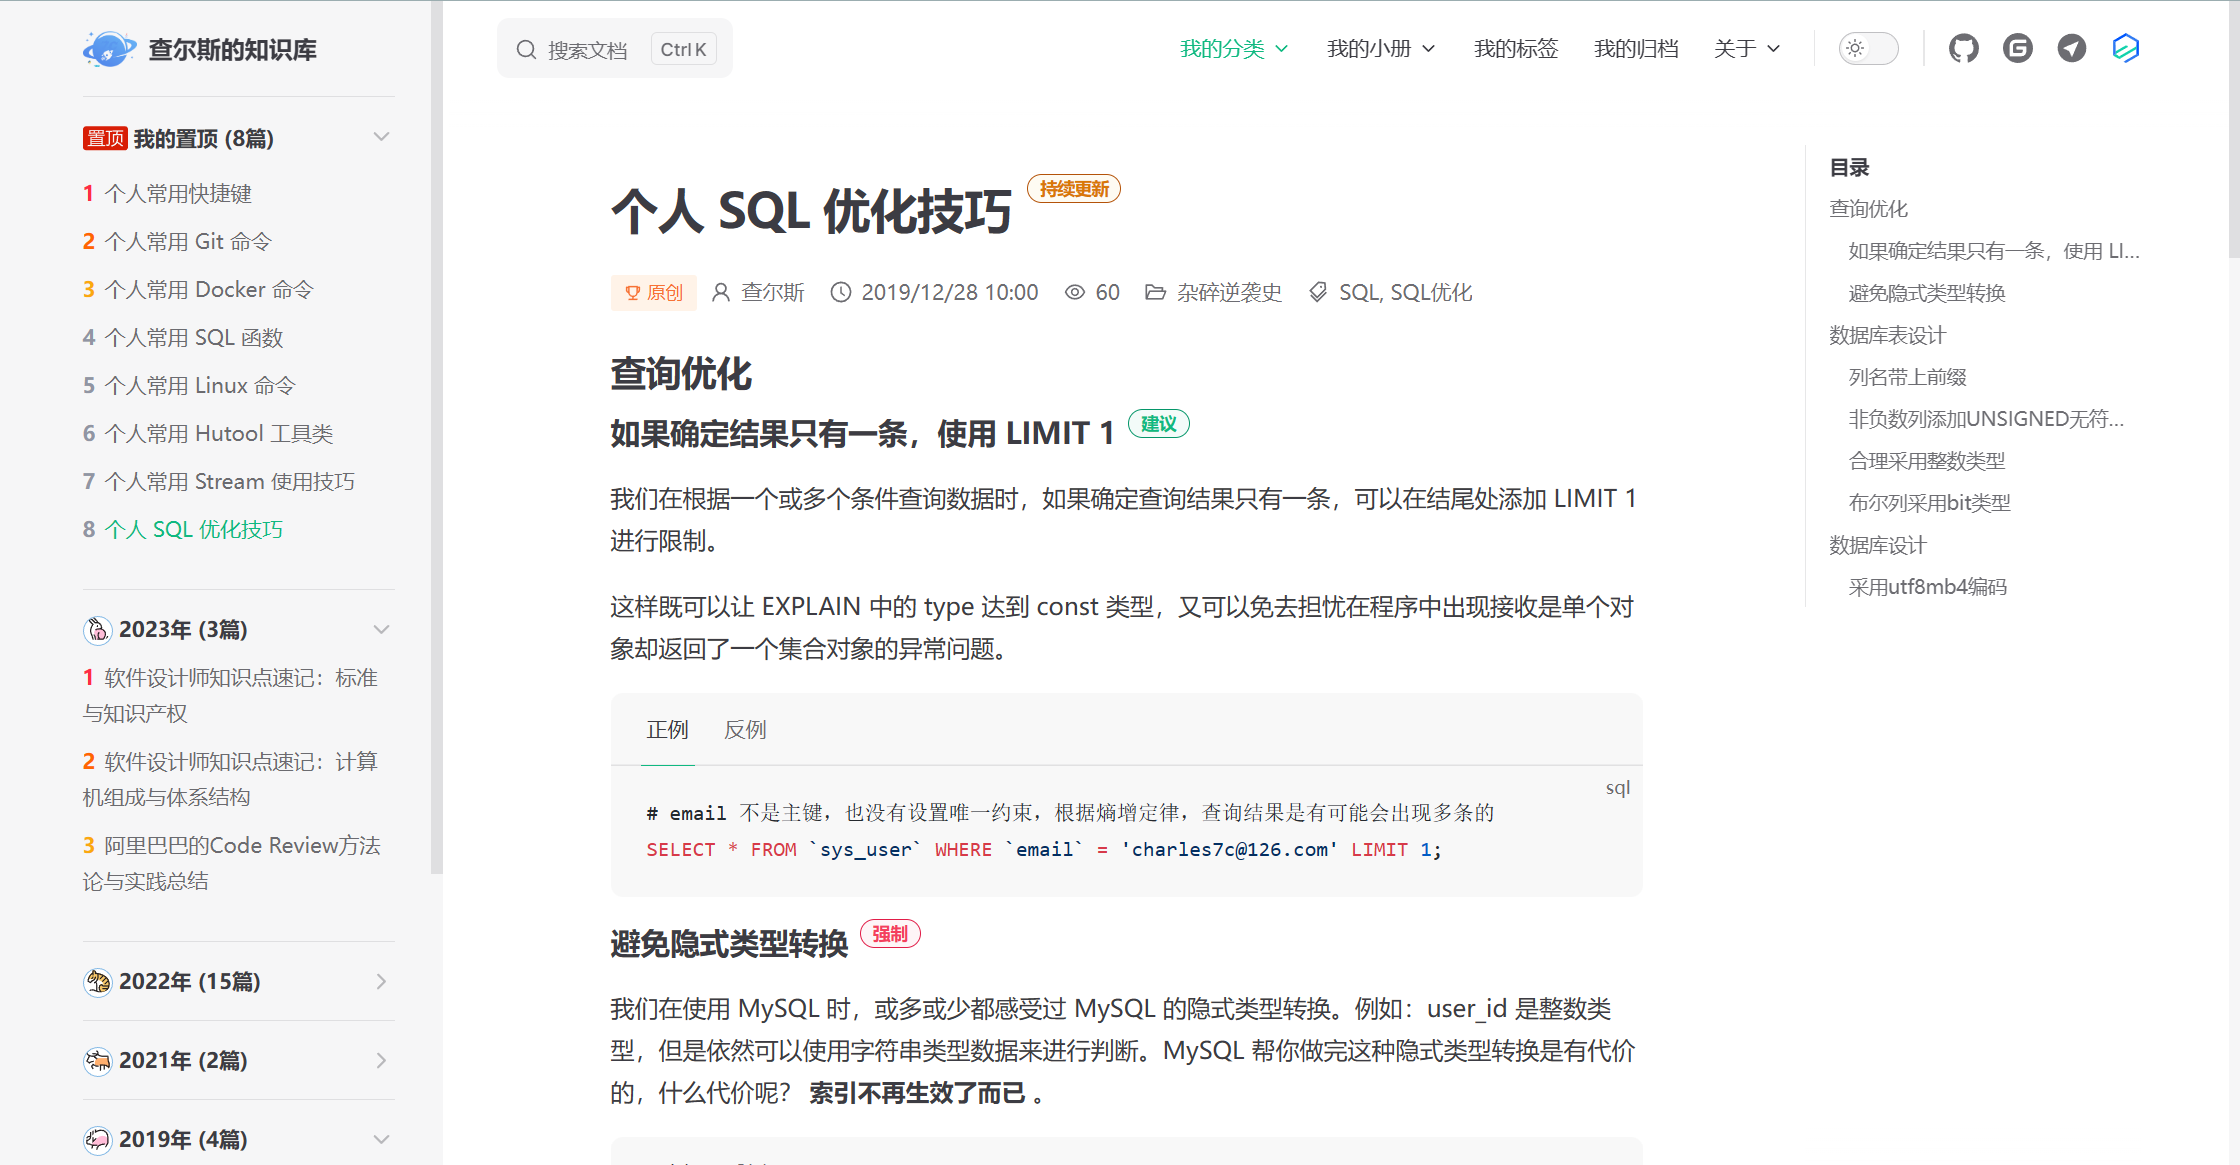 查尔斯的知识库
搜索文档 Ctrl K
我的分类 我的小册 我的标签 我的归档 关于
置顶 我的置顶 (8篇)
1 个人常用快捷键
2 个人常用 Git 命令
3 个人常用 Docker 命令
4 个人常用 SQL 函数
5 个人常用 Linux 命令
6 个人常用 Hutool 工具类
7 个人常用 Stream 使用技巧
8 个人 SQL 优化技巧
2023年 (3篇)
1 软件设计师知识点速记：标准
与知识产权
2 软件设计师知识点速记：计算
机组成与体系结构
3 阿里巴巴的Code Review方法
论与实践总结
2022年 (15篇)
2021年 (2篇)
2019年 (4篇)
个人 SQL 优化技巧 持续更新
原创 查尔斯 2019/12/28 10:00 60 杂碎逆袭史 SQL, SQL优化
查询优化
如果确定结果只有一条，使用 LIMIT 1 建议
我们在根据一个或多个条件查询数据时，如果确定查询结果只有一条，可以在结尾处添加 LIMIT 1
进行限制。
这样既可以让 EXPLAIN 中的 type 达到 const 类型，又可以免去担忧在程序中出现接收是单个对
象却返回了一个集合对象的异常问题。
正例 反例
sql
# email 不是主键，也没有设置唯一约束，根据熵增定律，查询结果是有可能会出现多条的
SELECT * FROM `sys_user` WHERE `email` = 'charles7c@126.com' LIMIT 1;
避免隐式类型转换 强制
我们在使用 MySQL 时，或多或少都感受过 MySQL 的隐式类型转换。例如：user_id 是整数类
型，但是依然可以使用字符串类型数据来进行判断。MySQL 帮你做完这种隐式类型转换是有代价
的，什么代价呢？ 索引不再生效了而已 。
目录
查询优化
如果确定结果只有一条，使用 LI...
避免隐式类型转换
数据库表设计
列名带上前缀
非负数列添加UNSIGNED无符...
合理采用整数类型
布尔列采用bit类型
数据库设计
采用utf8mb4编码